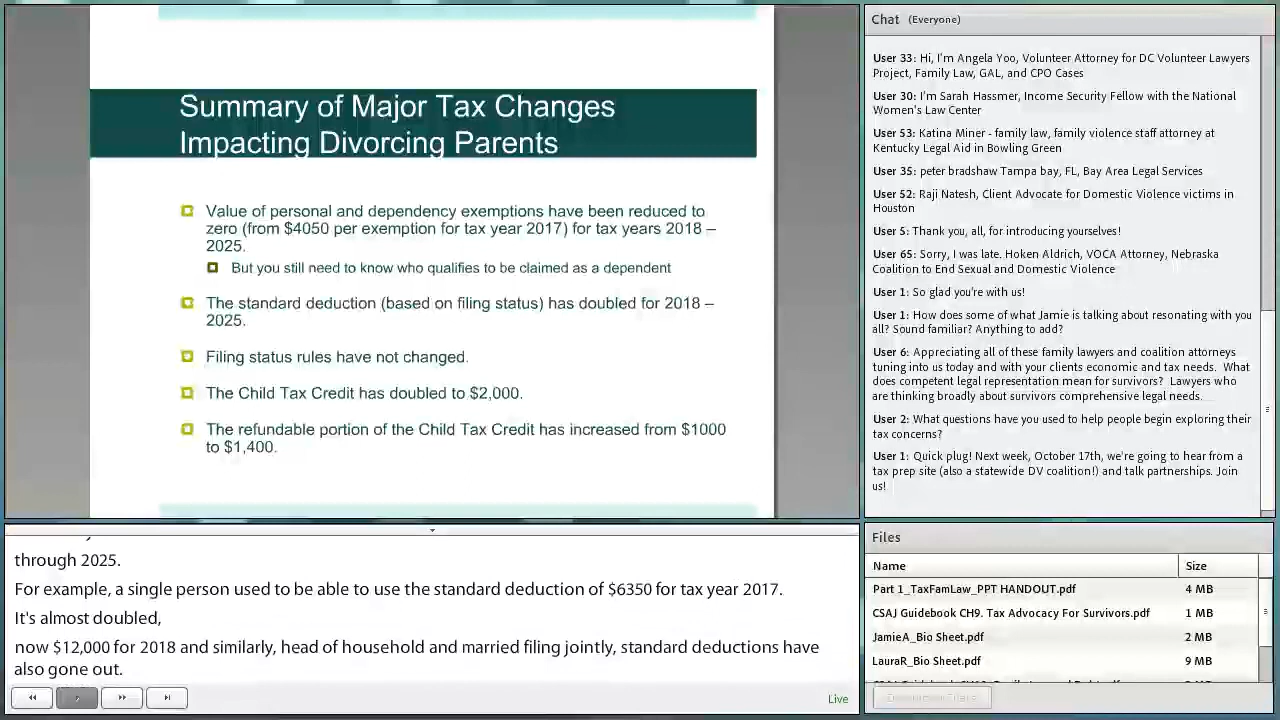 Summary of Major Tax Changes
Impacting Divorcing Parents
Value of personal and dependency exemptions have been reduced to
zero (from $4050 per exemption for tax year 2017) for tax years 2018 –
2025.
But you still need to know who qualifies to be claimed as a dependent
The standard deduction (based on filing status) has doubled for 2018 –
2025.
Filing status rules have not changed.
The Child Tax Credit has doubled to $2,000.
The refundable portion of the Child Tax Credit has increased from $1000
to $1,400.
through 2025.
For example, a single person used to be able to use the standard deduction of $6350 for tax year 2017.
It's almost doubled,
now $12,000 for 2018 and similarly, head of household and married filing jointly, standard deductions have
also gone out.
Live
Chat (Everyone)
User 33: Hi, I'm Angela Yoo, Volunteer Attorney for DC Volunteer Lawyers
Project, Family Law, GAL, and CPO Cases
User 30: I'm Sarah Hassmer, Income Security Fellow with the National
Women's Law Center
User 53: Katina Miner - family law, family violence staff attorney at
Kentucky Legal Aid in Bowling Green
User 35: peter bradshaw Tampa bay, FL, Bay Area Legal Services
User 52: Raji Natesh, Client Advocate for Domestic Violence victims in
Houston
User 5: Thank you, all, for introducing yourselves!
User 65: Sorry, I was late. Hoken Aldrich, VOCA Attorney, Nebraska
Coalition to End Sexual and Domestic Violence
User 1: So glad you're with us!
User 1: How does some of what Jamie is talking about resonating with you
all? Sound familiar? Anything to add?
User 6: Appreciating all of these family lawyers and coalition attorneys
tuning into us today and with your clients economic and tax needs. What
does competent legal representation mean for survivors? Lawyers who
are thinking broadly about survivors comprehensive legal needs.
User 2: What questions have you used to help people begin exploring their
tax concerns?
User 1: Quick plug! Next week, October 17th, we're going to hear from a
tax prep site (also a statewide DV coalition!) and talk partnerships. Join
us!
Files
Name Size
Part 1_TaxFamLaw_PPT HANDOUT.pdf 4 MB
CSAJ Guidebook CH9. Tax Advocacy For Survivors.pdf 1 MB
JamieA_Bio Sheet.pdf 2 MB
LauraR_Bio Sheet.pdf 9 MB